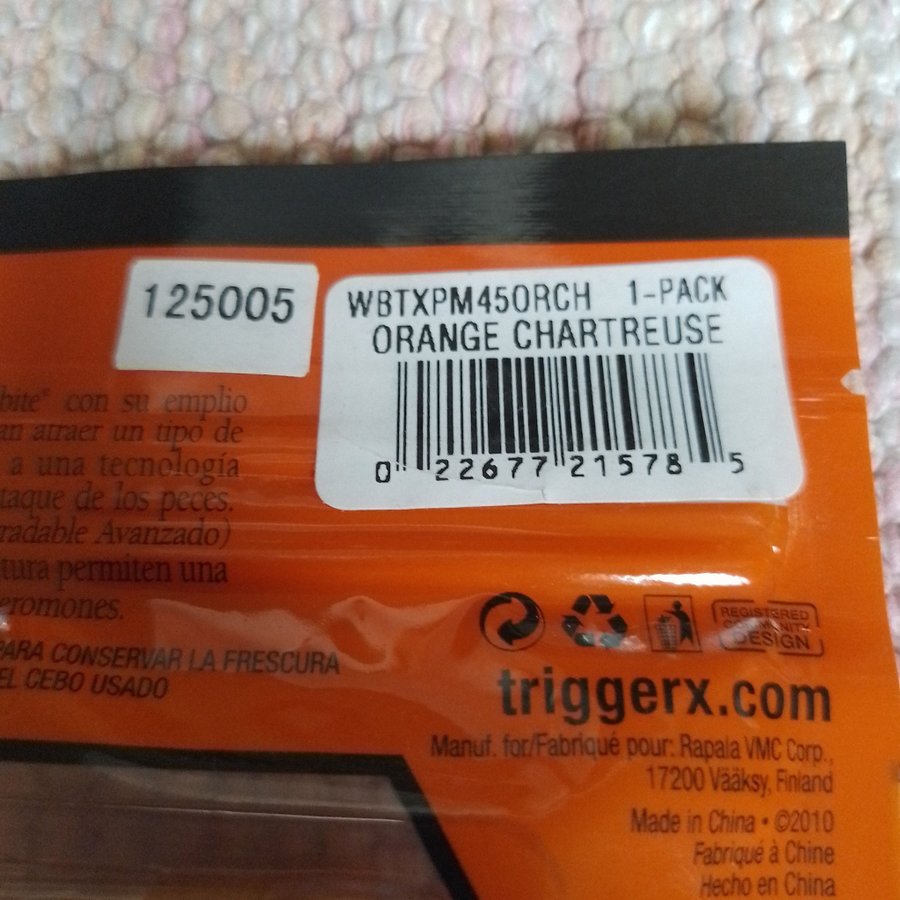 125005
WBTXPM45ORCH 1-PACK
ORANGE CHARTREUSE
0 22677 21578 5
bite® con su emplio
an atraer un tipo de
a una tecnología
taque de los peces.
radable Avanzado)
tura permiten una
eromones.
PARA CONSERVAR LA FRESCURA
EL CEBO USADO
REGISTERED
COMMUNITY
DESIGN
triggerx.com
Manuf. for/Fabriqué pour: Rapala VMC Corp.,
17200 Vääksy, Finland
Made in China • ©2010
Fabriqué à Chine
Hecho en China